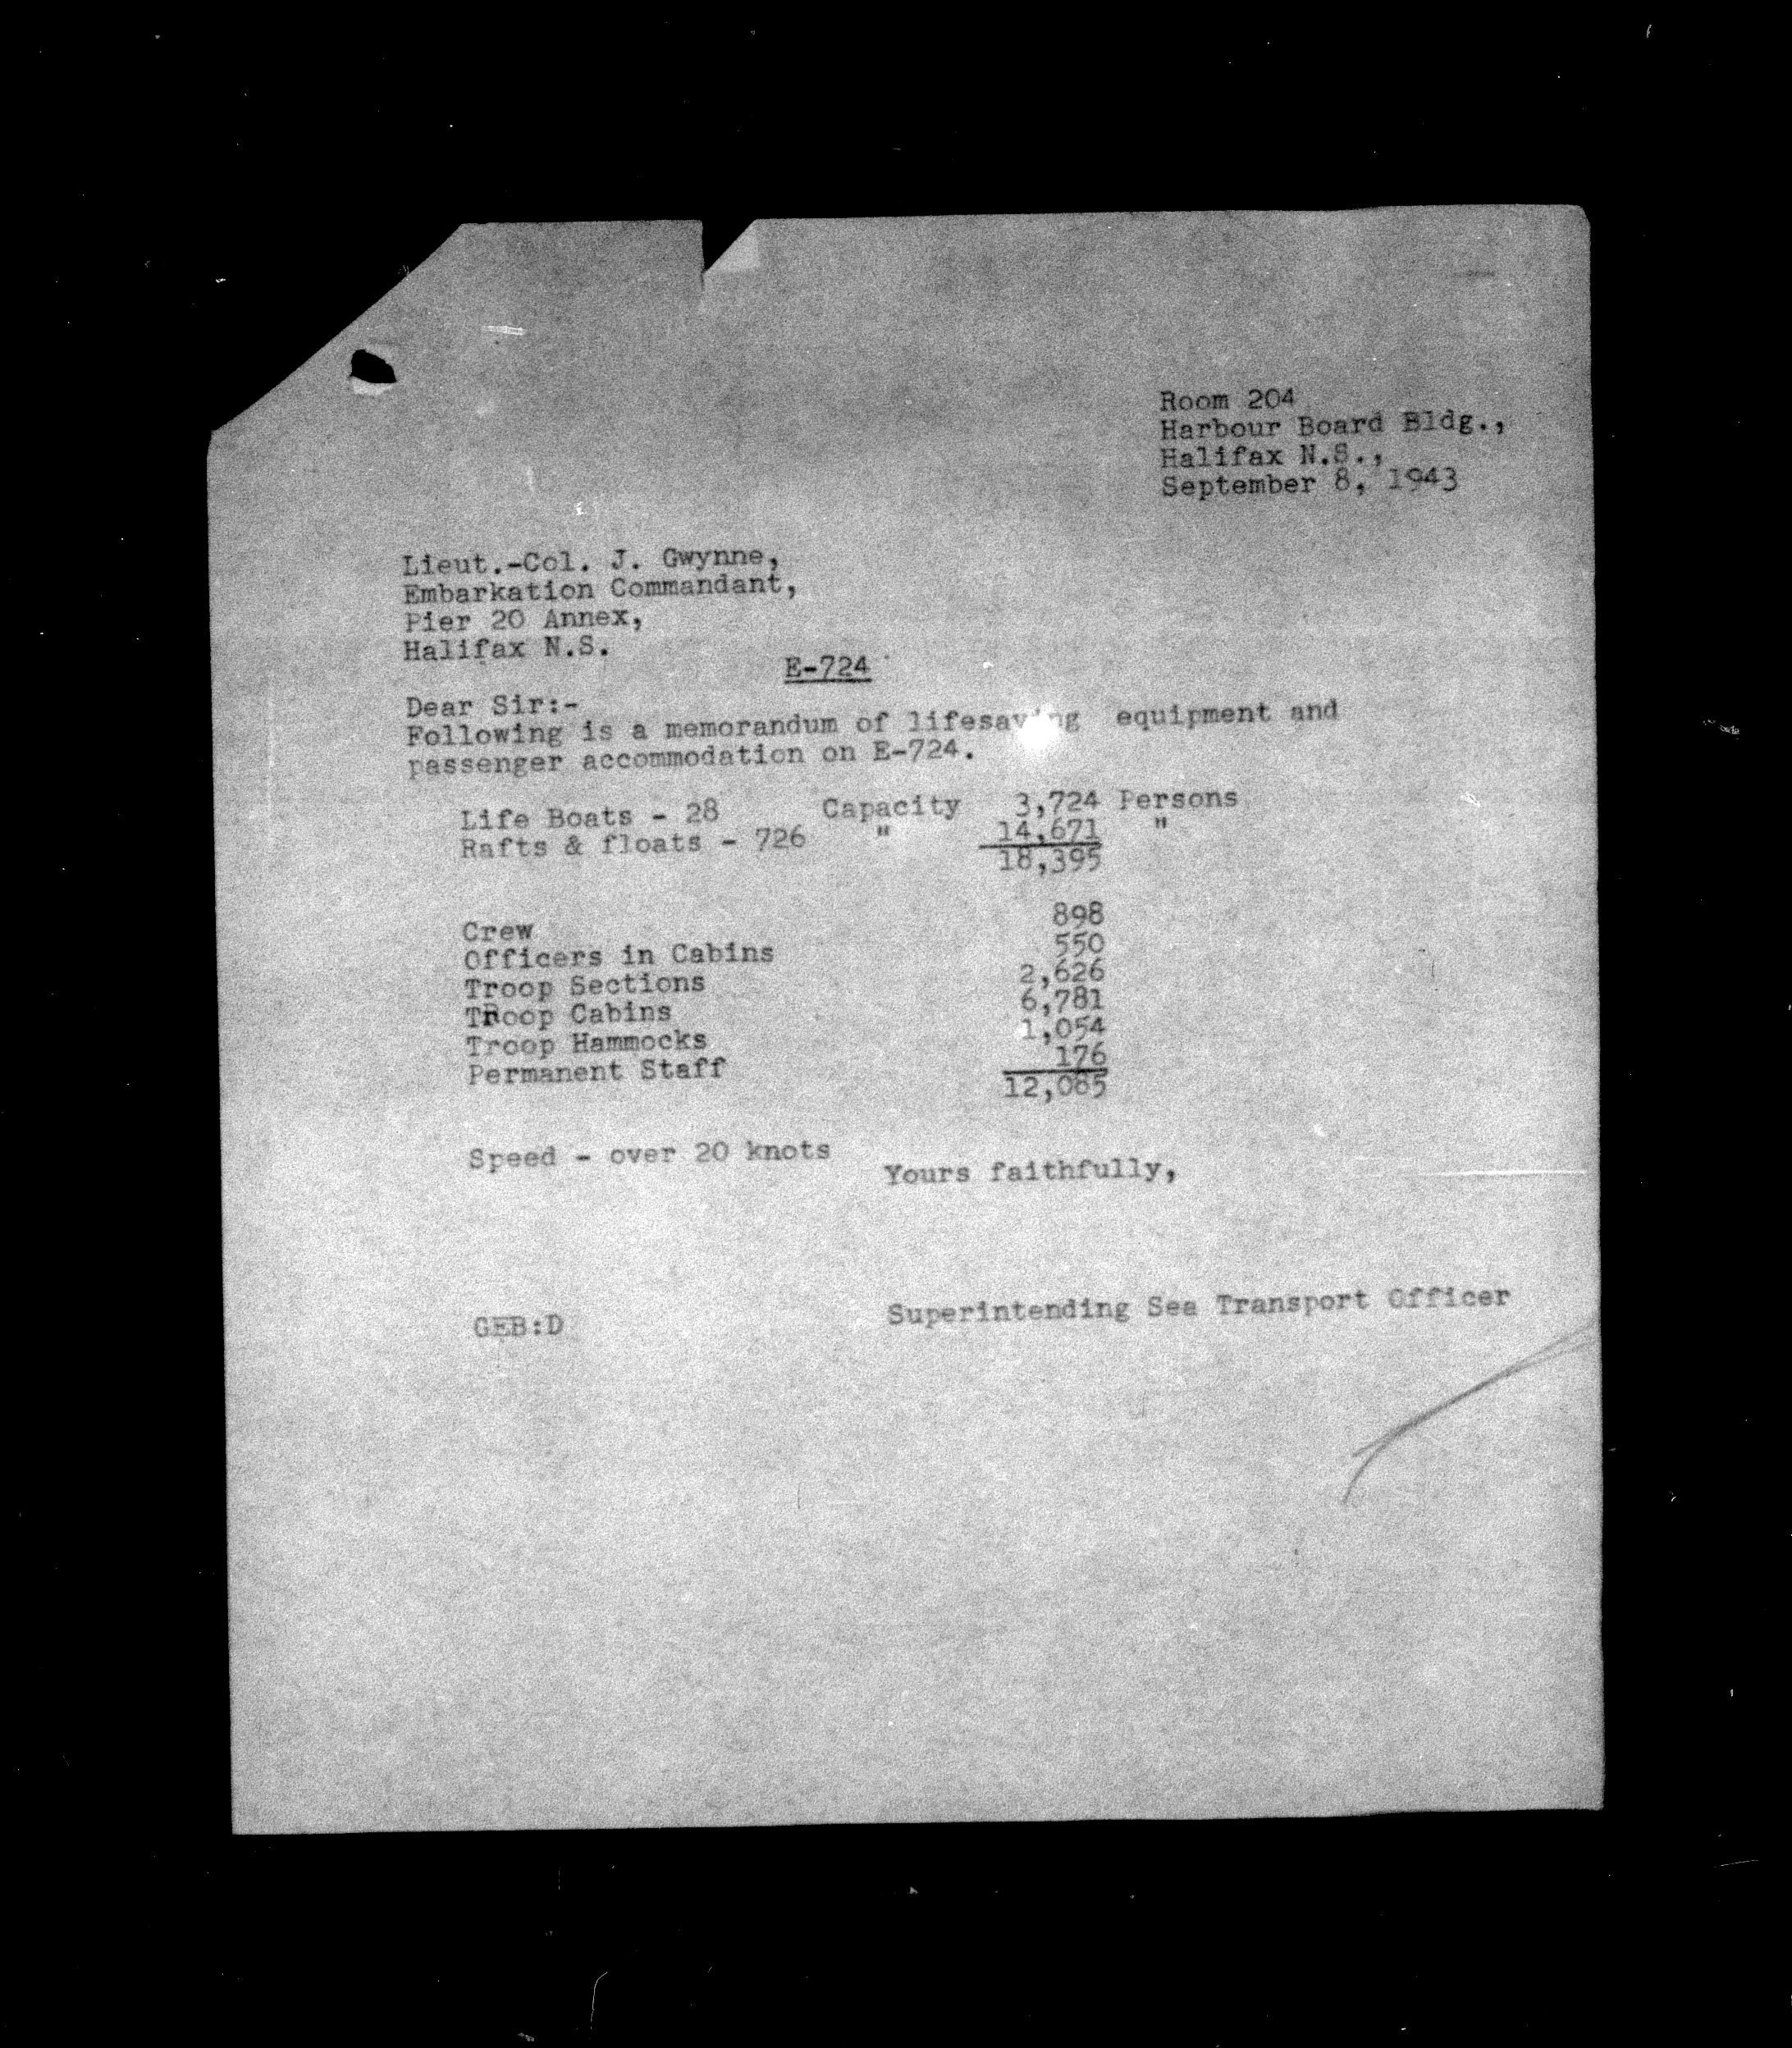 Room 204
Harbour Board Bldg.,
Halifax N.S.,
September 8, 1943
Lieut.-Col. J. Gwynne,
Embarkation Commandant,
Pier 20 Annex,
Halifax N.S.
E-724
Dear Sir:-
Following is a memorandum of lifesaving equipment and
passenger accommodation on E-724.
Life Boats - 28 Capacity 3,724 Persons
Rafts & floats - 726 " 14,671 "
18,395
Crew 898
Officers in Cabins 550
Troop Sections 2,626
Troop Cabins 6,781
Troop Hammocks 1,054
Permanent Staff 176
12,085
Speed - over 20 knots
Yours faithfully,
GEB:D Superintending Sea Transport Officer